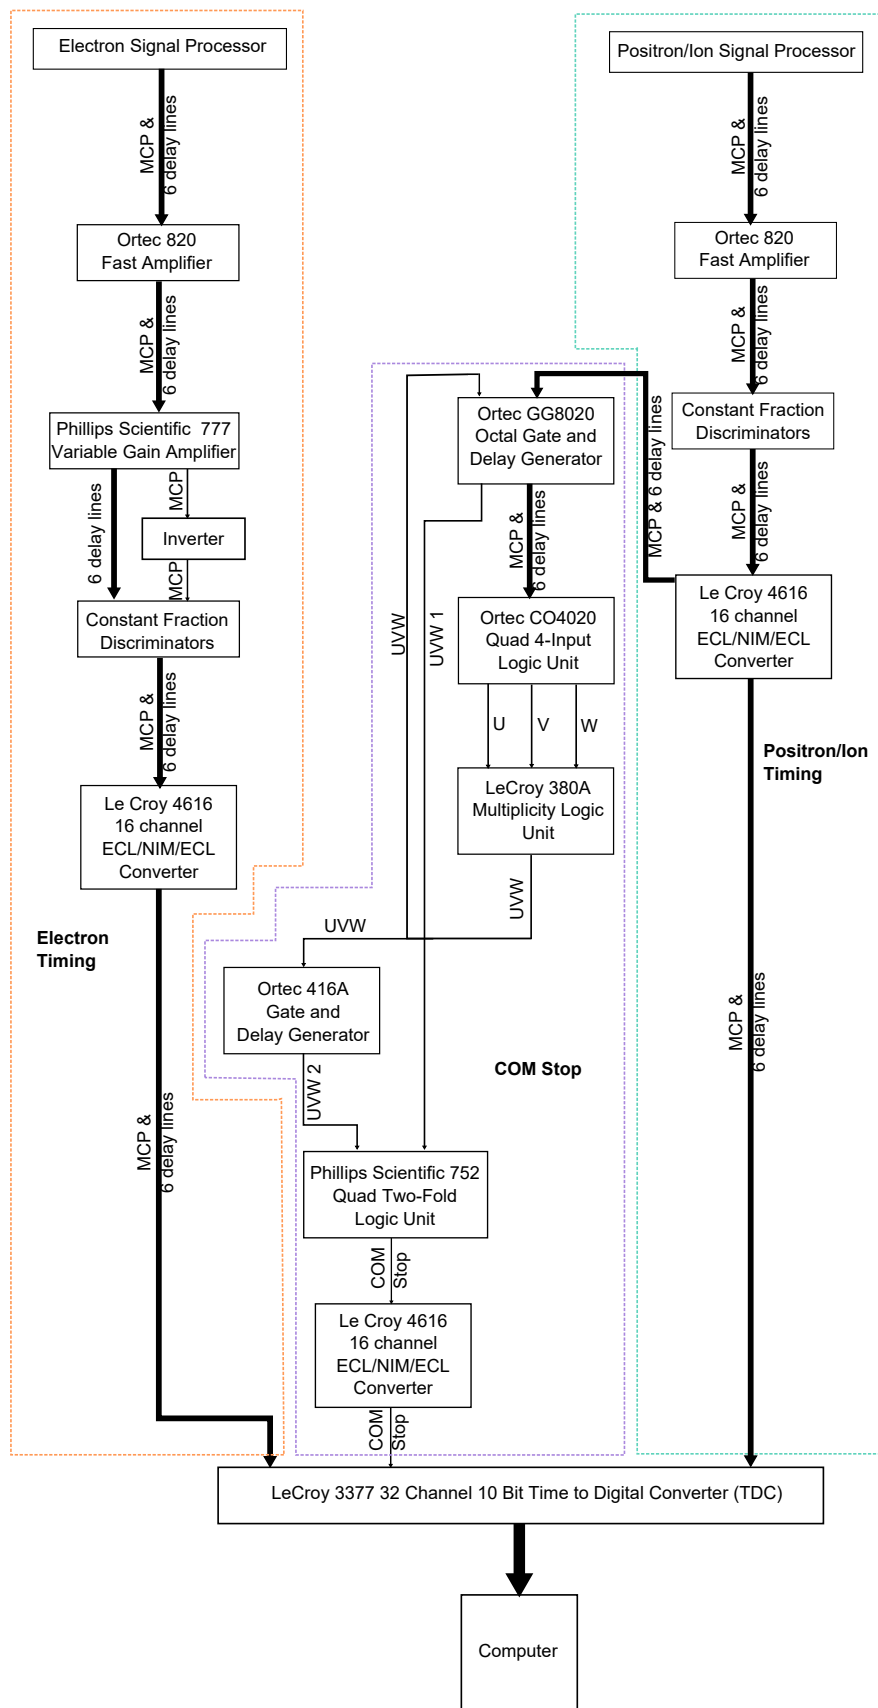 Electron Signal Processor
MCP &
6 delay lines
Ortec 820
Fast Amplifier
MCP &
6 delay lines
Phillips Scientific 777
Variable Gain Amplifier
6 delay lines
MCP
Inverter
MCP
Constant Fraction
Discriminators
MCP &
6 delay lines
Le Croy 4616
16 channel
ECL/NIM/ECL
Converter
Electron
Timing
MCP &
6 delay lines
Positron/Ion Signal Processor
MCP &
6 delay lines
Ortec 820
Fast Amplifier
MCP &
6 delay lines
Constant Fraction
Discriminators
MCP &
6 delay lines
Le Croy 4616
16 channel
ECL/NIM/ECL
Converter
Positron/Ion
Timing
MCP &
6 delay lines
MCP & 6 delay lines
Ortec GG8020
Octal Gate and
Delay Generator
MCP &
6 delay lines
UVW
UVW 1
Ortec CO4020
Quad 4-Input
Logic Unit
U
V
W
LeCroy 380A
Multiplicity Logic
Unit
UVW
UVW
Ortec 416A
Gate and
Delay Generator
UVW 2
COM Stop
Phillips Scientific 752
Quad Two-Fold
Logic Unit
COM
Stop
Le Croy 4616
16 channel
ECL/NIM/ECL
Converter
COM
Stop
LeCroy 3377 32 Channel 10 Bit Time to Digital Converter (TDC)
Computer